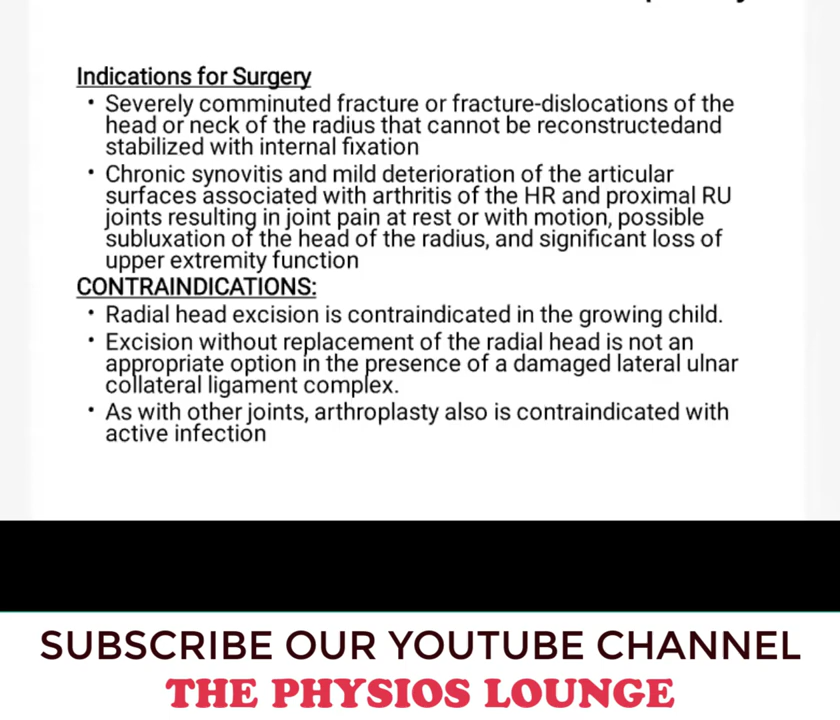 Indications for Surgery
• Severely comminuted fracture or fracture-dislocations of the
head or neck of the radius that cannot be reconstructedand
stabilized with internal fixation
• Chronic synovitis and mild deterioration of the articular
surfaces associated with arthritis of the HR and proximal RU
joints resulting in joint pain at rest or with motion, possible
subluxation of the head of the radius, and significant loss of
upper extremity function
CONTRAINDICATIONS:
• Radial head excision is contraindicated in the growing child.
• Excision without replacement of the radial head is not an
appropriate option in the presence of a damaged lateral ulnar
collateral ligament complex.
• As with other joints, arthroplasty also is contraindicated with
active infection
SUBSCRIBE OUR YOUTUBE CHANNEL
THE PHYSIOS LOUNGE